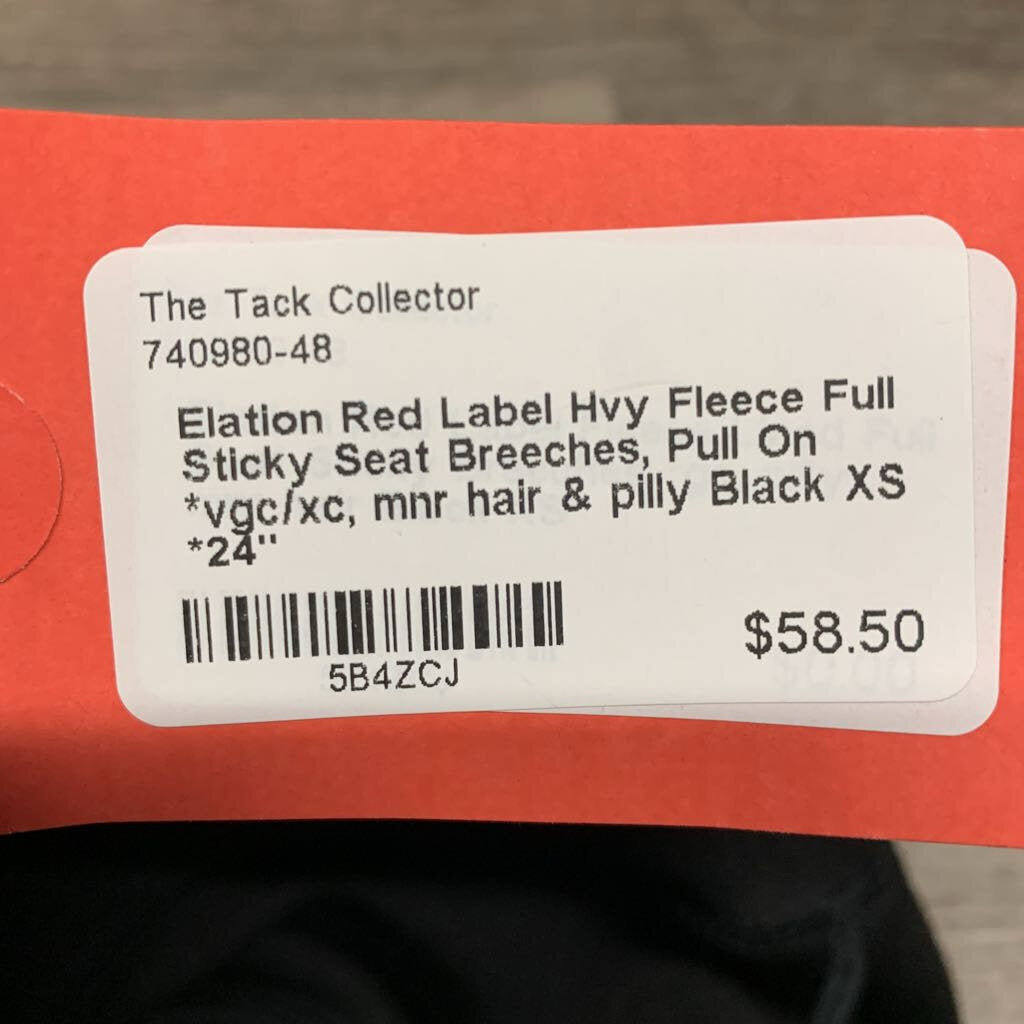 The Tack Collector
740980-48
Elation Red Label Hvy Fleece Full
Sticky Seat Breeches, Pull On
*vgc/xc, mnr hair & pilly Black XS
*24"
5B4ZCJ
$58.50